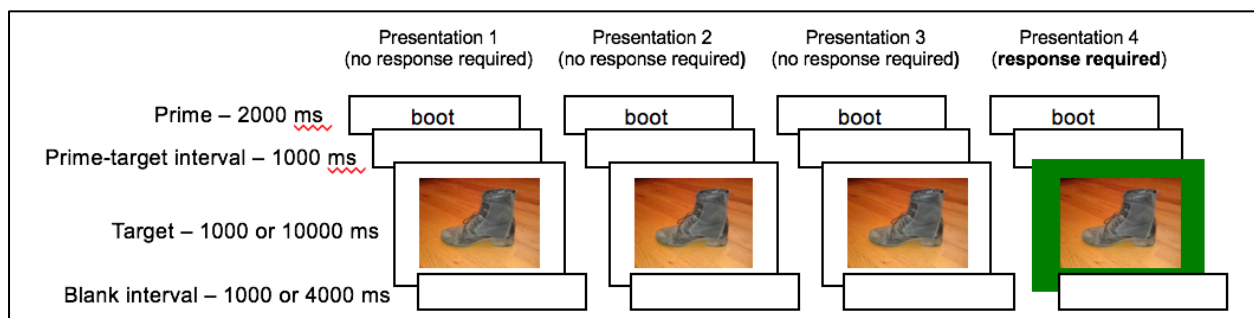 Presentation 1
(no response required)
Presentation 2
(no response required)
Presentation 3
(no response required)
Presentation 4
(response required)
Prime – 2000 ms
boot
boot
boot
boot
Prime-target interval – 1000 ms
Target – 1000 or 10000 ms
Blank interval – 1000 or 4000 ms